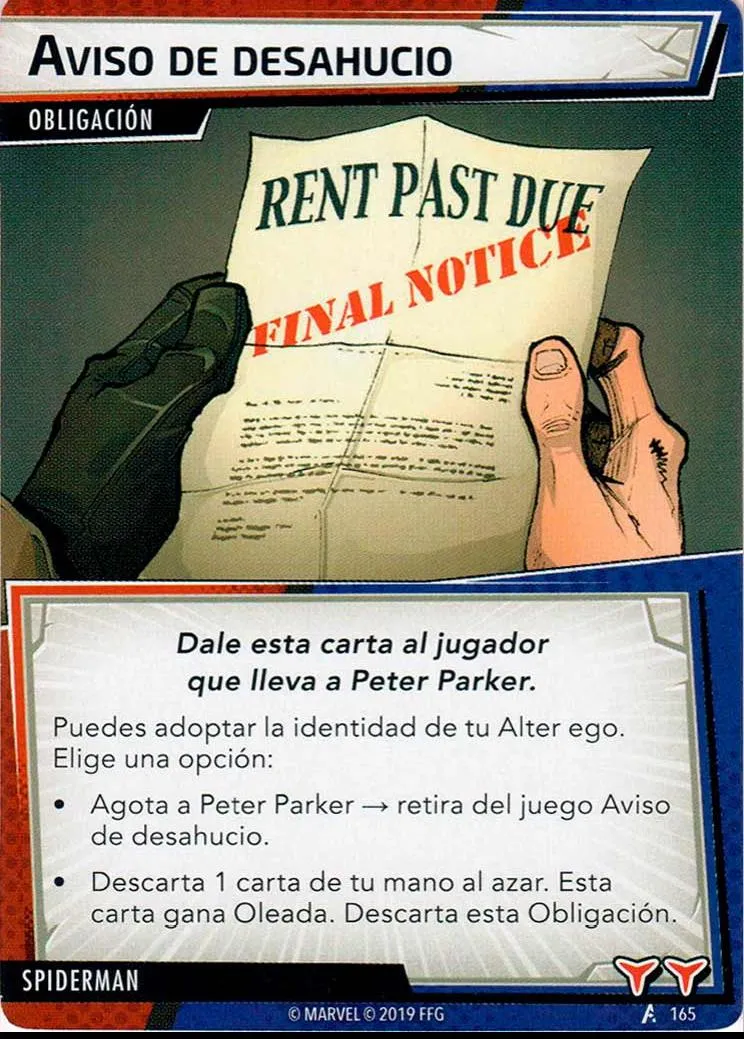 AVISO DE DESAHUCIO
OBLIGACIÓN
RENT PAST DUE
FINAL NOTICE
Dale esta carta al jugador
que lleva a Peter Parker.
Puedes adoptar la identidad de tu Alter ego.
Elige una opción:
• Agota a Peter Parker → retira del juego Aviso
de desahucio.
• Descarta 1 carta de tu mano al azar. Esta
carta gana Oleada. Descarta esta Obligación.
SPIDERMAN
© MARVEL © 2019 FFG
165